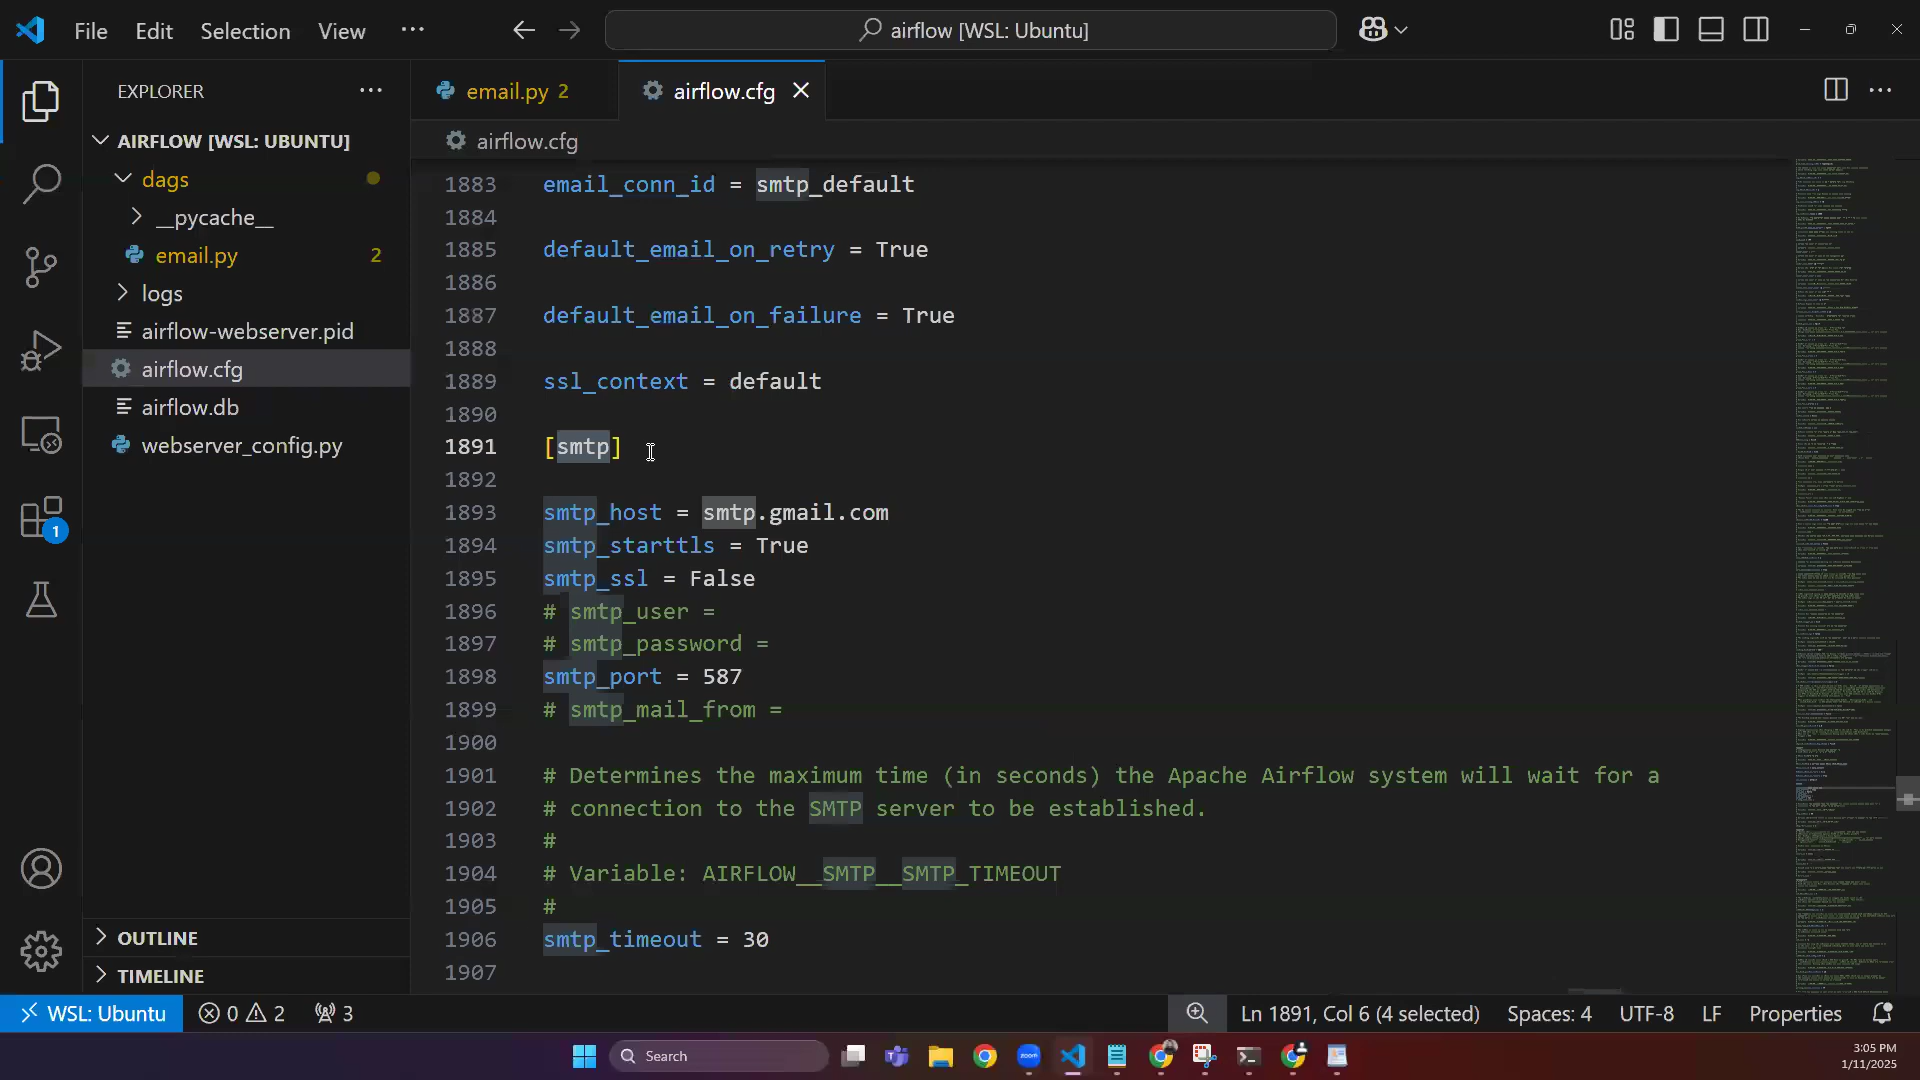 File Edit Selection View ···
airflow [WSL: Ubuntu]
EXPLORER ···
email.py 2
airflow.cfg
AIRFLOW [WSL: UBUNTU]
dags
__pycache__
email.py 2
logs
airflow-webserver.pid
airflow.cfg
airflow.db
webserver_config.py
OUTLINE
TIMELINE
1
airflow.cfg
1883 email_conn_id = smtp_default
1884
1885 default_email_on_retry = True
1886
1887 default_email_on_failure = True
1888
1889 ssl_context = default
1890
1891 [smtp]
1892
1893 smtp_host = smtp.gmail.com
1894 smtp_starttls = True
1895 smtp_ssl = False
1896 # smtp_user =
1897 # smtp_password =
1898 smtp_port = 587
1899 # smtp_mail_from =
1900
1901 # Determines the maximum time (in seconds) the Apache Airflow system will wait for a
1902 # connection to the SMTP server to be established.
1903 #
1904 # Variable: AIRFLOW__SMTP__SMTP_TIMEOUT
1905 #
1906 smtp_timeout = 30
1907
WSL: Ubuntu 0 2 3 Ln 1891, Col 6 (4 selected) Spaces: 4 UTF-8 LF Properties
Search
zoom
3:05 PM
1/11/2025